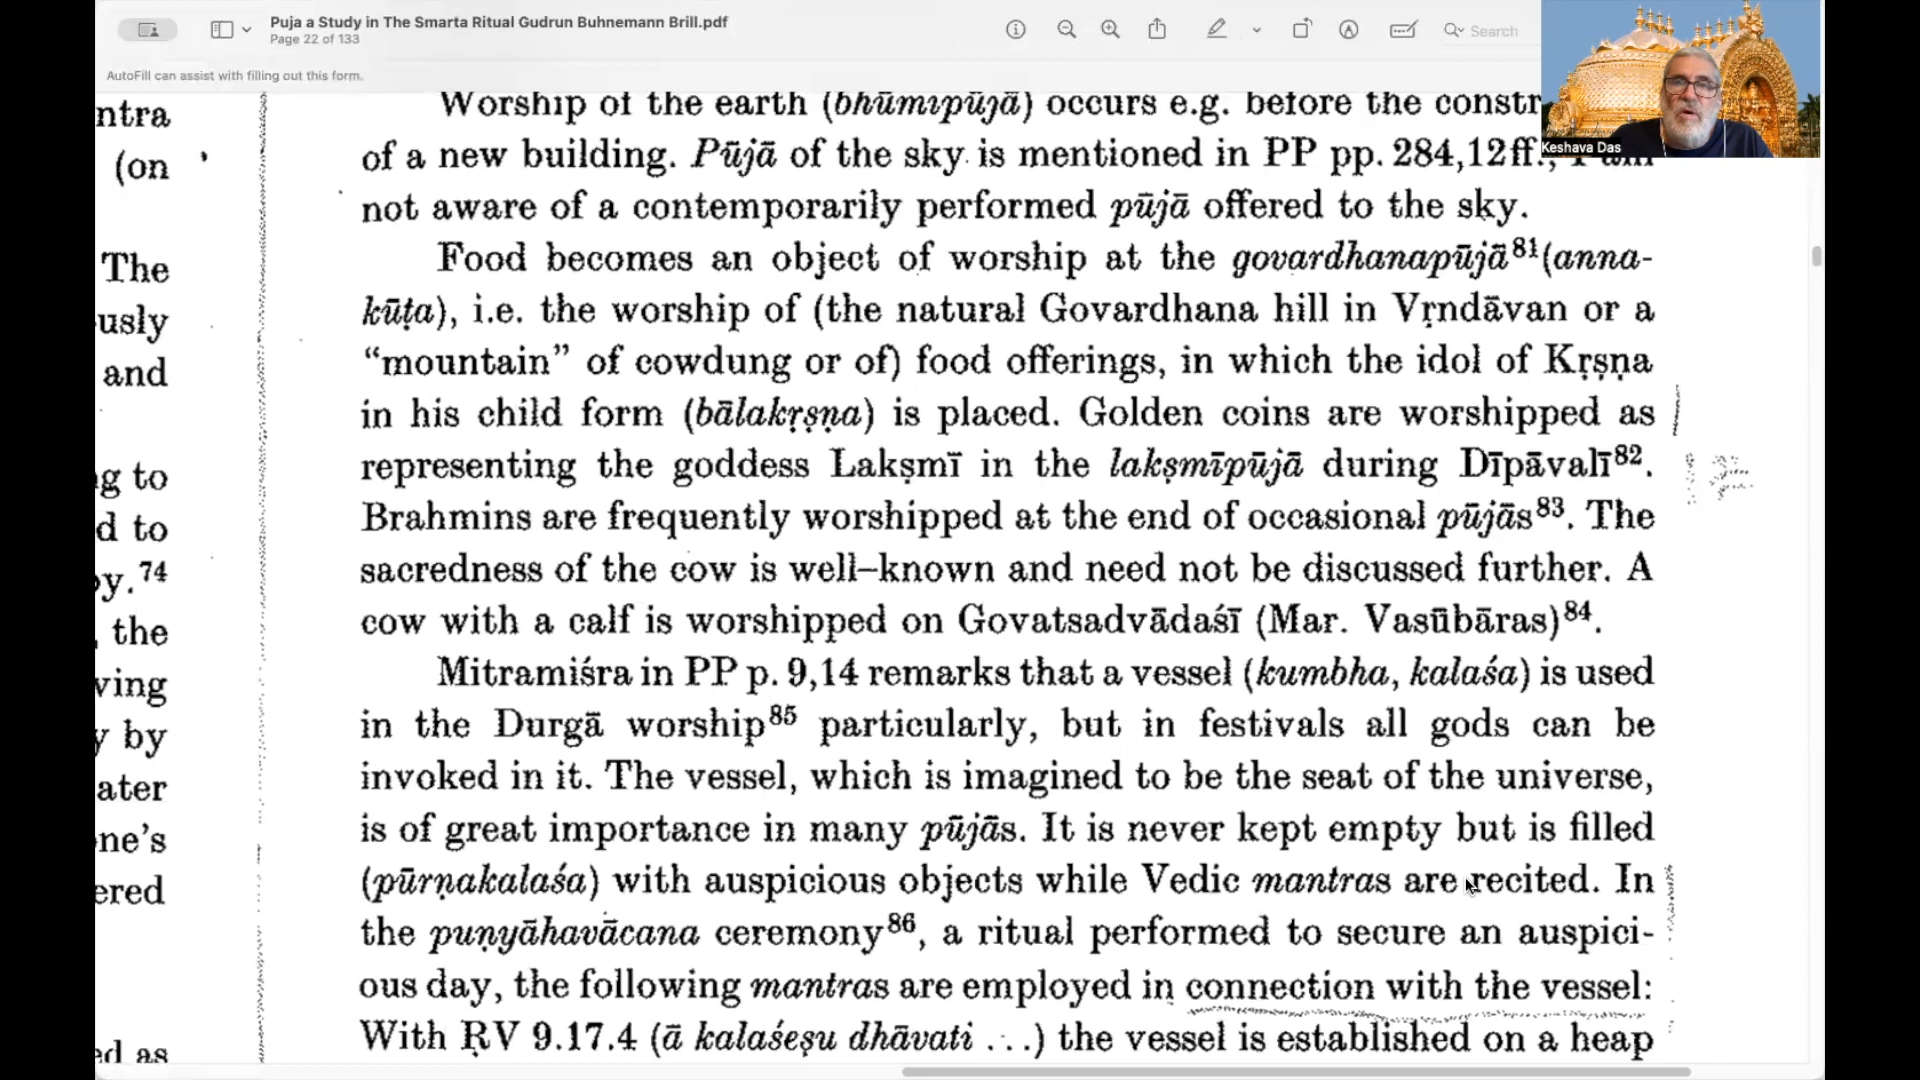 Puja a Study in The Smarta Ritual Gudrun Buhnemann Brill.pdf
Page 22 of 133
Search
AutoFill can assist with filling out this form.
Keshava Das
ntra
(on
The
usly
and
g to
d to
y.74
the
ving
y by
ater
ne's
ered
ed as
Worship of the earth (bhūmipūjā) occurs e.g. before the constr
of a new building. Pūjā of the sky is mentioned in PP pp. 284,12ff.; I am
not aware of a contemporarily performed pūjā offered to the sky.
Food becomes an object of worship at the govardhanapūjā81(anna-
kūṭa), i.e. the worship of (the natural Govardhana hill in Vṛndāvan or a
“mountain” of cowdung or of) food offerings, in which the idol of Kṛṣṇa
in his child form (bālakṛṣṇa) is placed. Golden coins are worshipped as
representing the goddess Lakṣmī in the lakṣmīpūjā during Dīpāvalī82.
Brahmins are frequently worshipped at the end of occasional pūjās83. The
sacredness of the cow is well–known and need not be discussed further. A
cow with a calf is worshipped on Govatsadvādaśī (Mar. Vasūbāras)84.
Mitramiśra in PP p. 9,14 remarks that a vessel (kumbha, kalaśa) is used
in the Durgā worship85 particularly, but in festivals all gods can be
invoked in it. The vessel, which is imagined to be the seat of the universe,
is of great importance in many pūjās. It is never kept empty but is filled
(pūrṇakalaśa) with auspicious objects while Vedic mantras are recited. In
the puṇyāhavācana ceremony86, a ritual performed to secure an auspici-
ous day, the following mantras are employed in connection with the vessel:
With ṚV 9.17.4 (ā kalaśeṣu dhāvati ...) the vessel is established on a heap